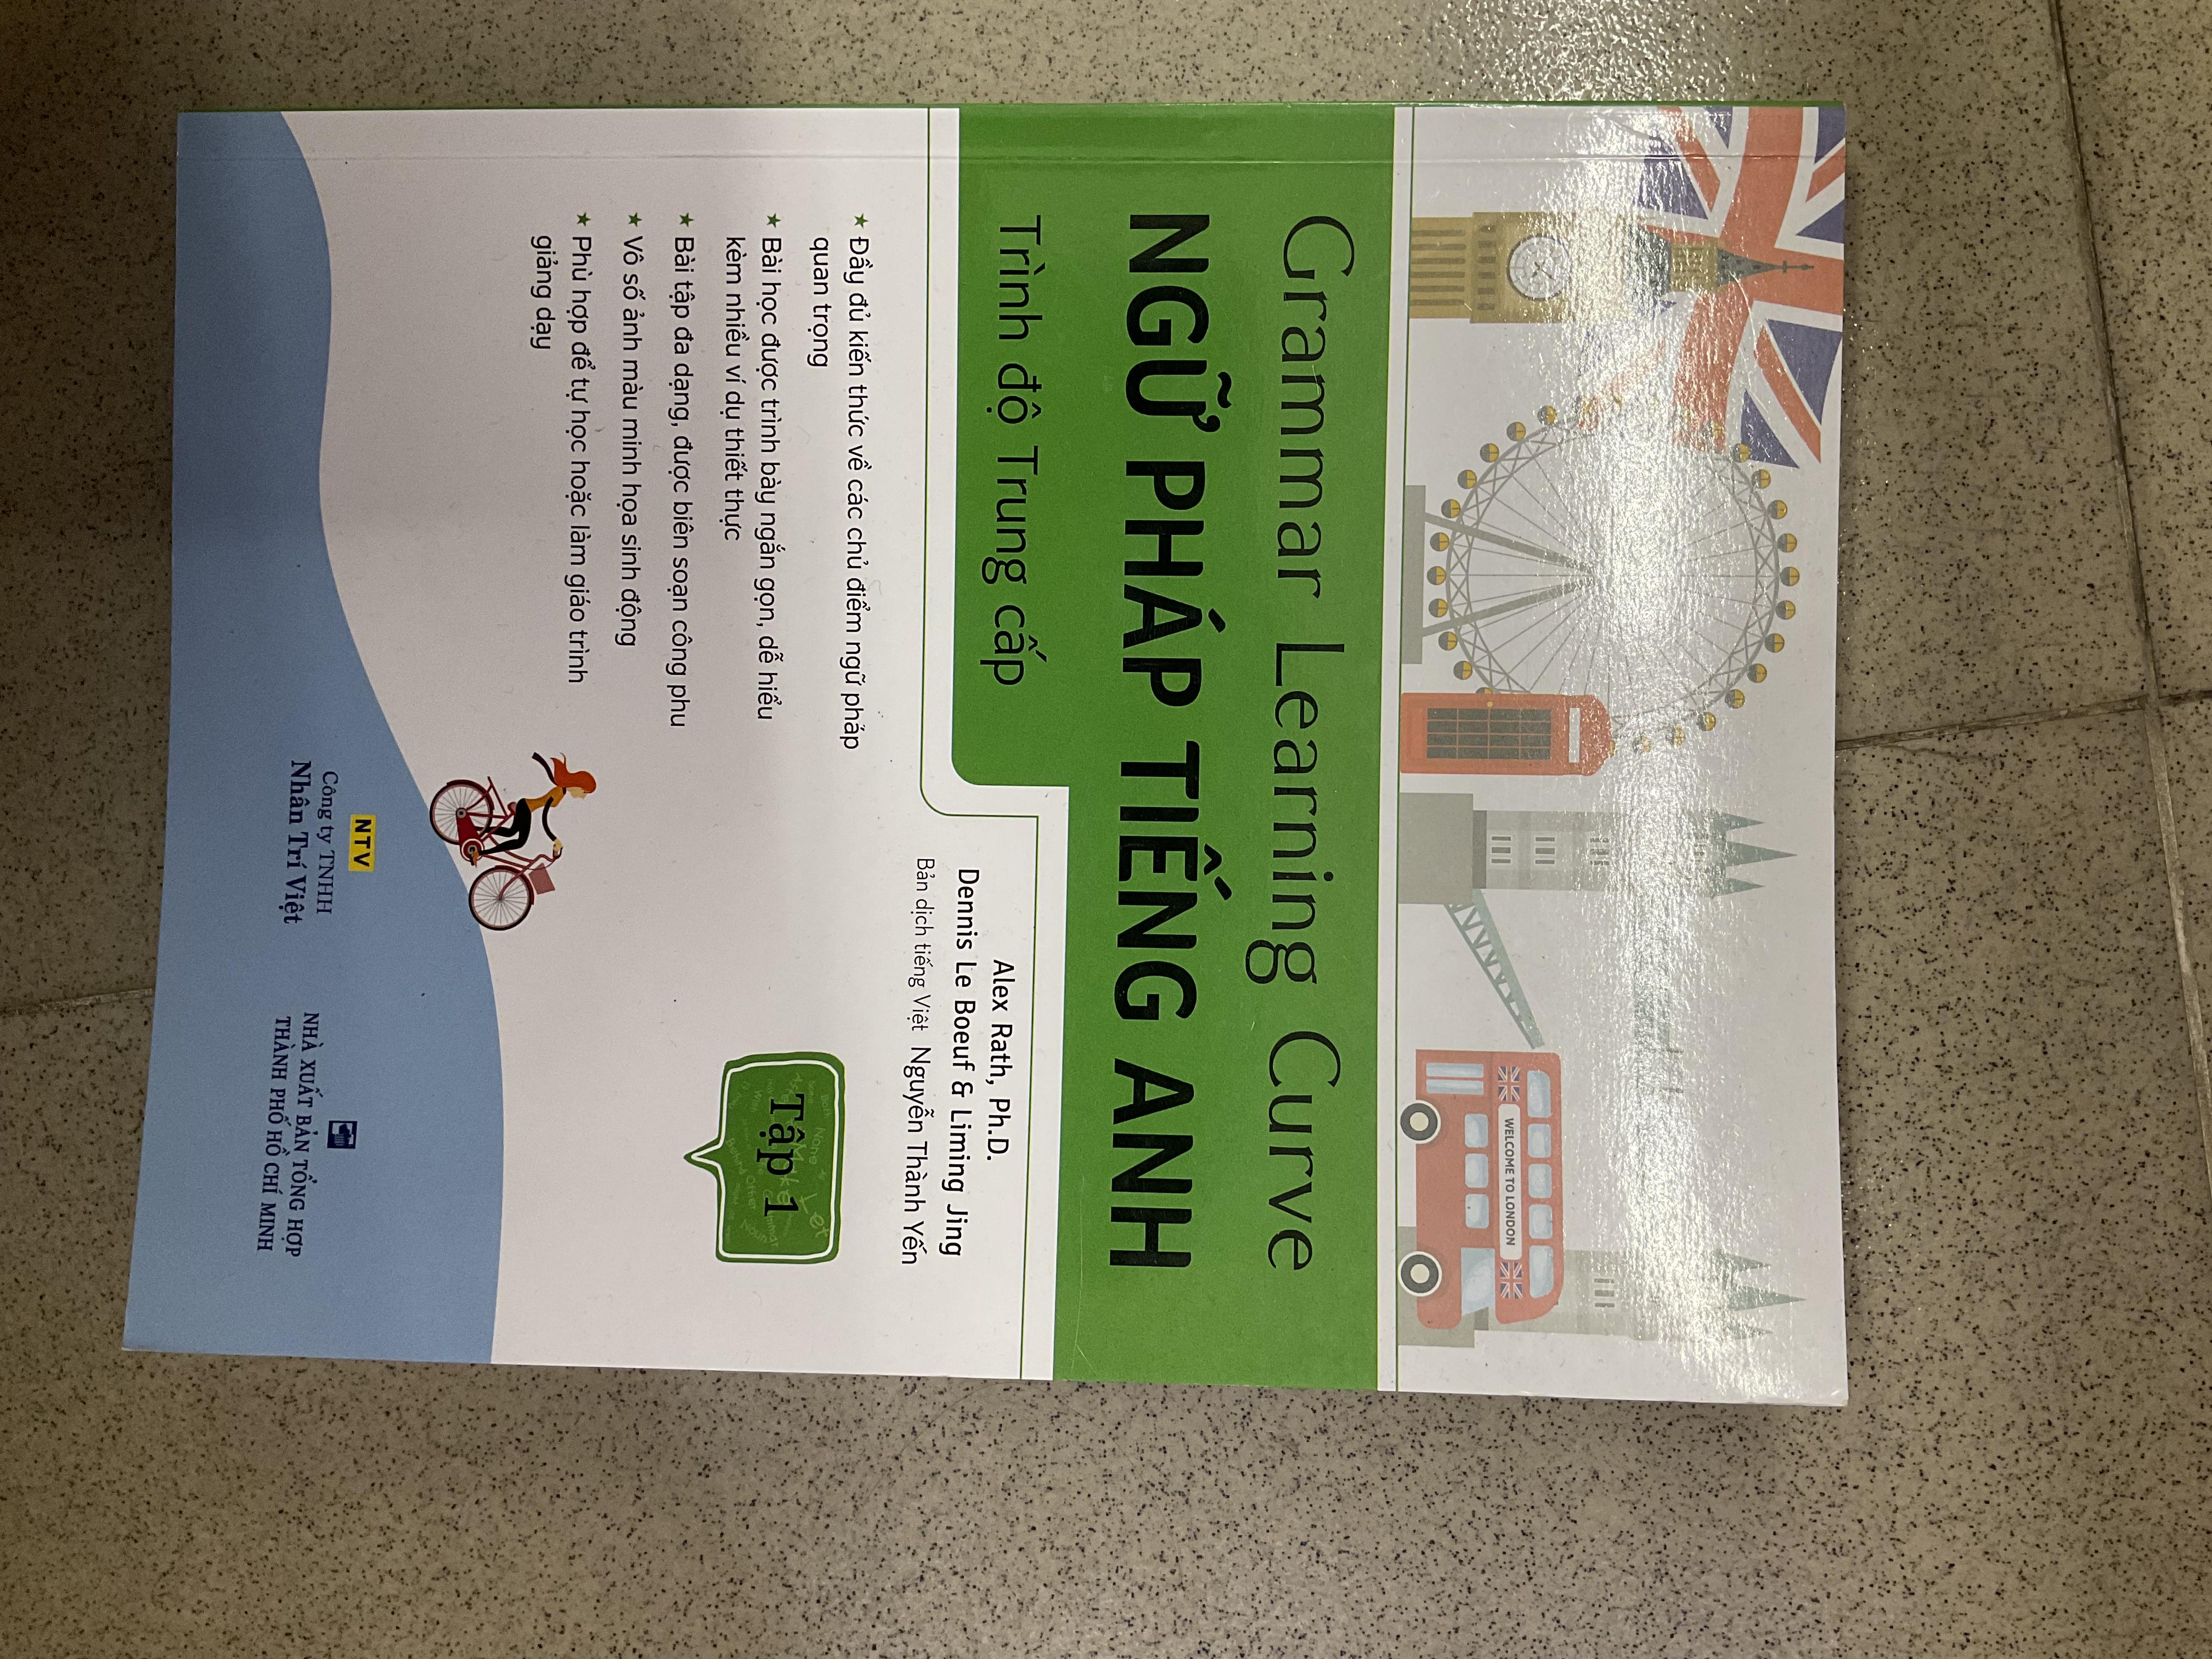 WELCOME TO LONDON
Grammar Learning Curve
NGỮ PHÁP TIẾNG ANH
Trình độ Trung cấp
Alex Rath, Ph.D.
Dennis Le Boeuf & Liming Jing
Bản dịch tiếng Việt Nguyễn Thành Yến
★ Đầy đủ kiến thức về các chủ điểm ngữ pháp
quan trọng
★ Bài học được trình bày ngắn gọn, dễ hiểu
kèm nhiều ví dụ thiết thực
★ Bài tập đa dạng, được biên soạn công phu
★ Vô số ảnh màu minh họa sinh động
★ Phù hợp để tự học hoặc làm giáo trình
giảng dạy
None
Let
Make
Tập 1
Other
Behind
NTV
Công ty TNHH
Nhân Trí Việt
NHÀ XUẤT BẢN TỔNG HỢP
THÀNH PHỐ HỒ CHÍ MINH